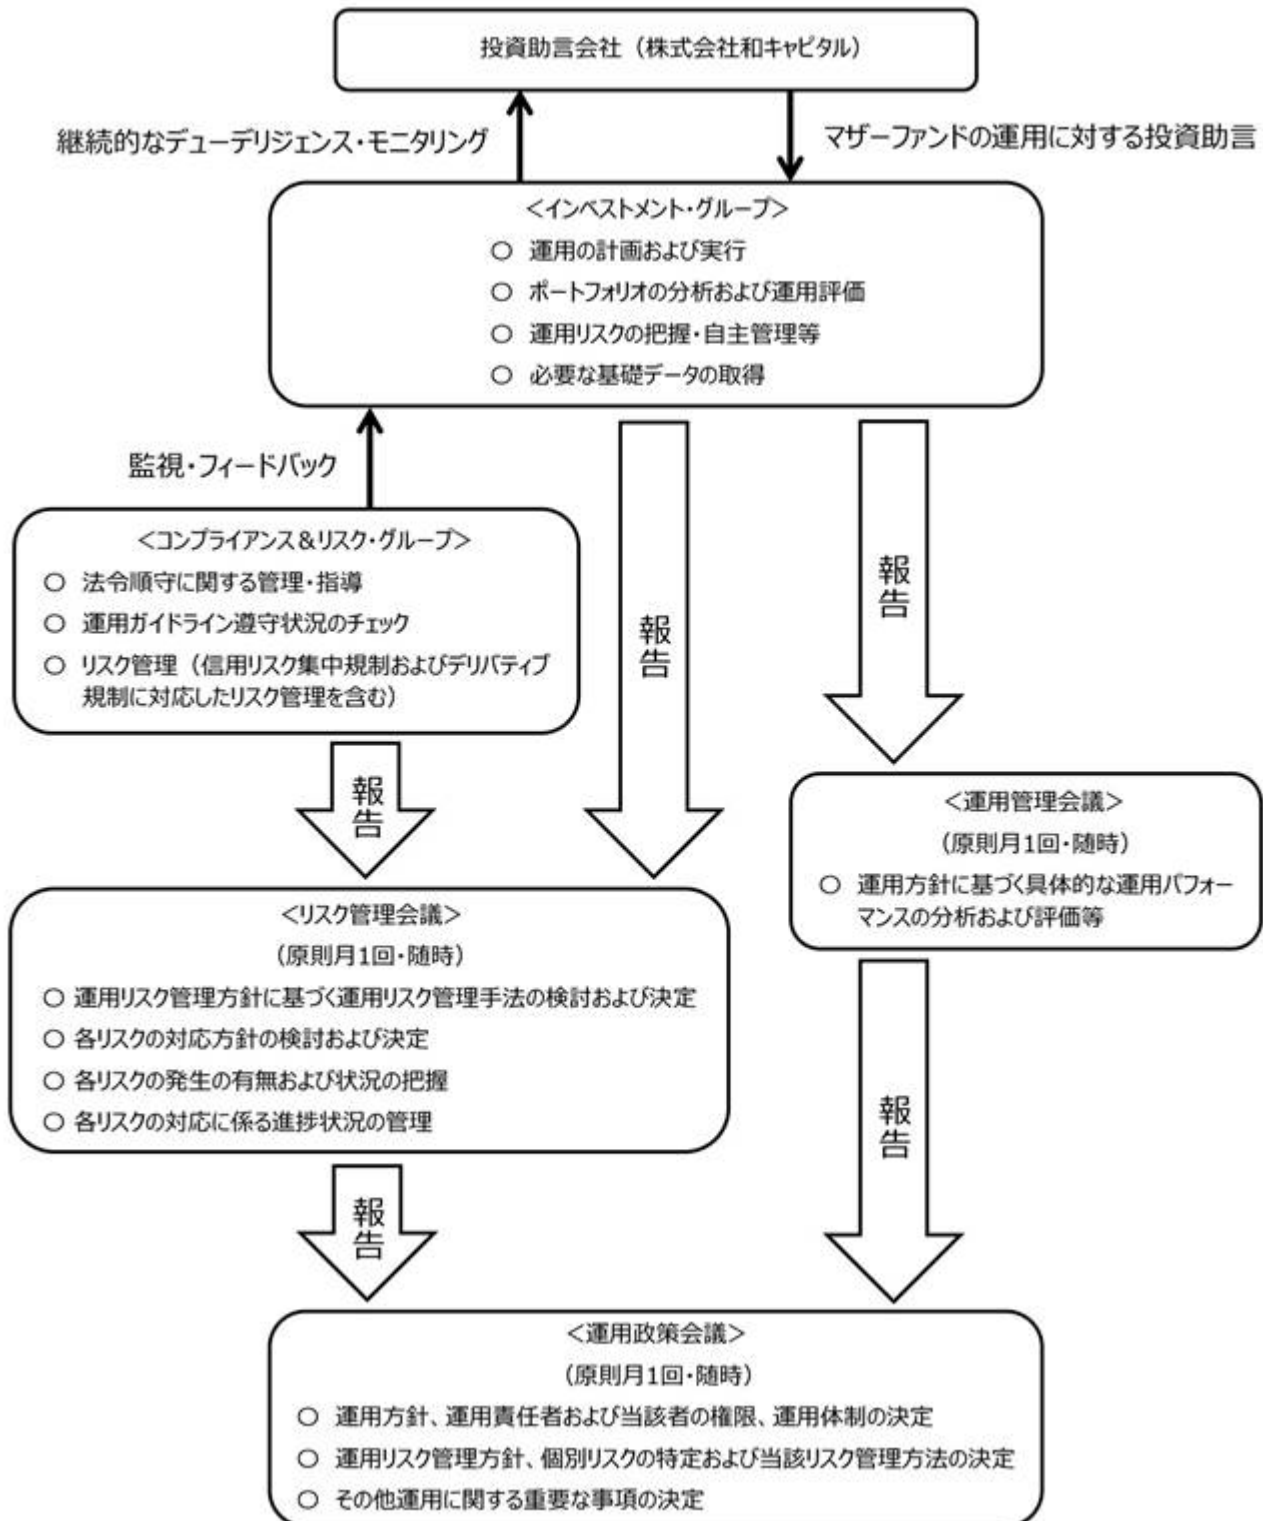 投資助言会社（株式会社和キャピタル）
継続的なデューデリジェンス・モニタリング
マザーファンドの運用に対する投資助言
＜インベストメント・グループ＞
○ 運用の計画および実行
○ ポートフォリオの分析および運用評価
○ 運用リスクの把握・自主管理等
○ 必要な基礎データの取得
監視・フィードバック
＜コンプライアンス＆リスク・グループ＞
○ 法令順守に関する管理・指導
○ 運用ガイドライン遵守状況のチェック
○ リスク管理（信用リスク集中規制およびデリバティブ
規制に対応したリスク管理を含む）
報告
報告
報告
＜運用管理会議＞
（原則月1回・随時）
○ 運用方針に基づく具体的な運用パフォー
マンスの分析および評価等
＜リスク管理会議＞
（原則月1回・随時）
○ 運用リスク管理方針に基づく運用リスク管理手法の検討および決定
○ 各リスクの対応方針の検討および決定
○ 各リスクの発生の有無および状況の把握
○ 各リスクの対応に係る進捗状況の管理
報告
報告
＜運用政策会議＞
（原則月1回・随時）
○ 運用方針、運用責任者および当該者の権限、運用体制の決定
○ 運用リスク管理方針、個別リスクの特定および当該リスク管理方法の決定
○ その他運用に関する重要な事項の決定